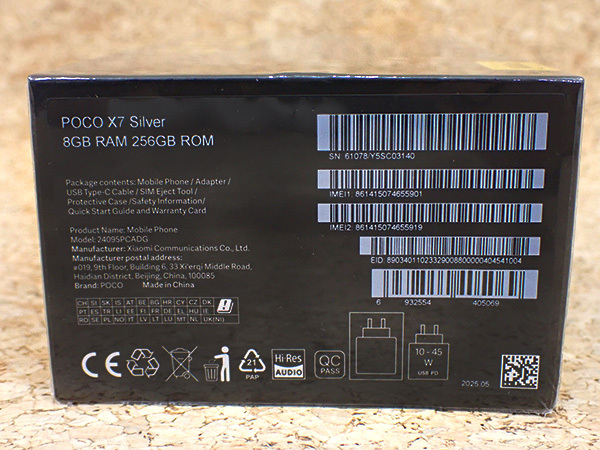 POCO X7 Silver
8GB RAM 256GB ROM
SN: 61078/Y5SC03140
IMEI1: 861415074655901
IMEI2: 861415074655919
EID: 89034011023329008800000404541004
6 932554 405069
Package contents: Mobile Phone / Adapter /
USB Type-C Cable / SIM Eject Tool /
Protective Case /Safety Information/
Quick Start Guide and Warranty Card
Product Name: Mobile Phone
Model: 24095PCADG
Manufacturer: Xiaomi Communications Co., Ltd.
Manufacturer postal address:
#019, 9th Floor, Building 6, 33 Xi'erqi Middle Road,
Haidian District, Beijing, China, 100085
Brand: POCO Made in China
CH SI SK IS AT BE BG HR CY CZ DK
PT ES TR LI EE FI FR DE EL HU IE
RO SE PL NO IT LV LT LU MT NL UK(NI)
CE
21
PAP
Hi Res
AUDIO
QC
PASS
10 - 45
W
USB PD
2025.05